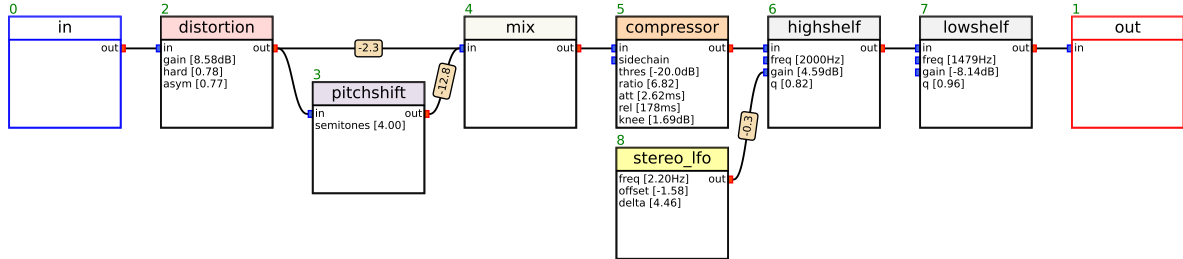 0
in
out
2
distortion
in
out
gain [8.58dB]
hard [0.78]
asym [0.77]
-2.3
3
pitchshift
in
out
semitones [4.00]
-12.8
4
mix
in
out
5
compressor
in
out
sidechain
thres [-20.0dB]
ratio [6.82]
att [2.62ms]
rel [178ms]
knee [1.69dB]
8
stereo_lfo
freq [2.20Hz]
out
offset [-1.58]
delta [4.46]
-0.3
6
highshelf
in
out
freq [2000Hz]
gain [4.59dB]
q [0.82]
7
lowshelf
in
out
freq [1479Hz]
gain [-8.14dB]
q [0.96]
1
out
in